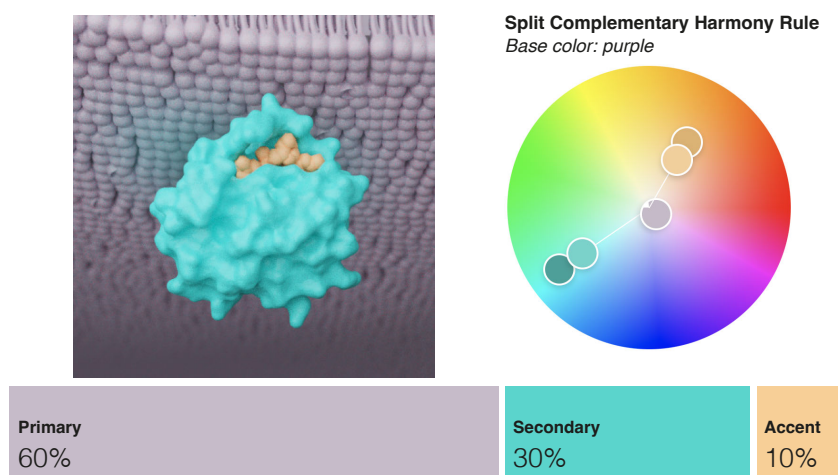 Split Complementary Harmony Rule
Base color: purple
Primary
60%
Secondary
30%
Accent
10%